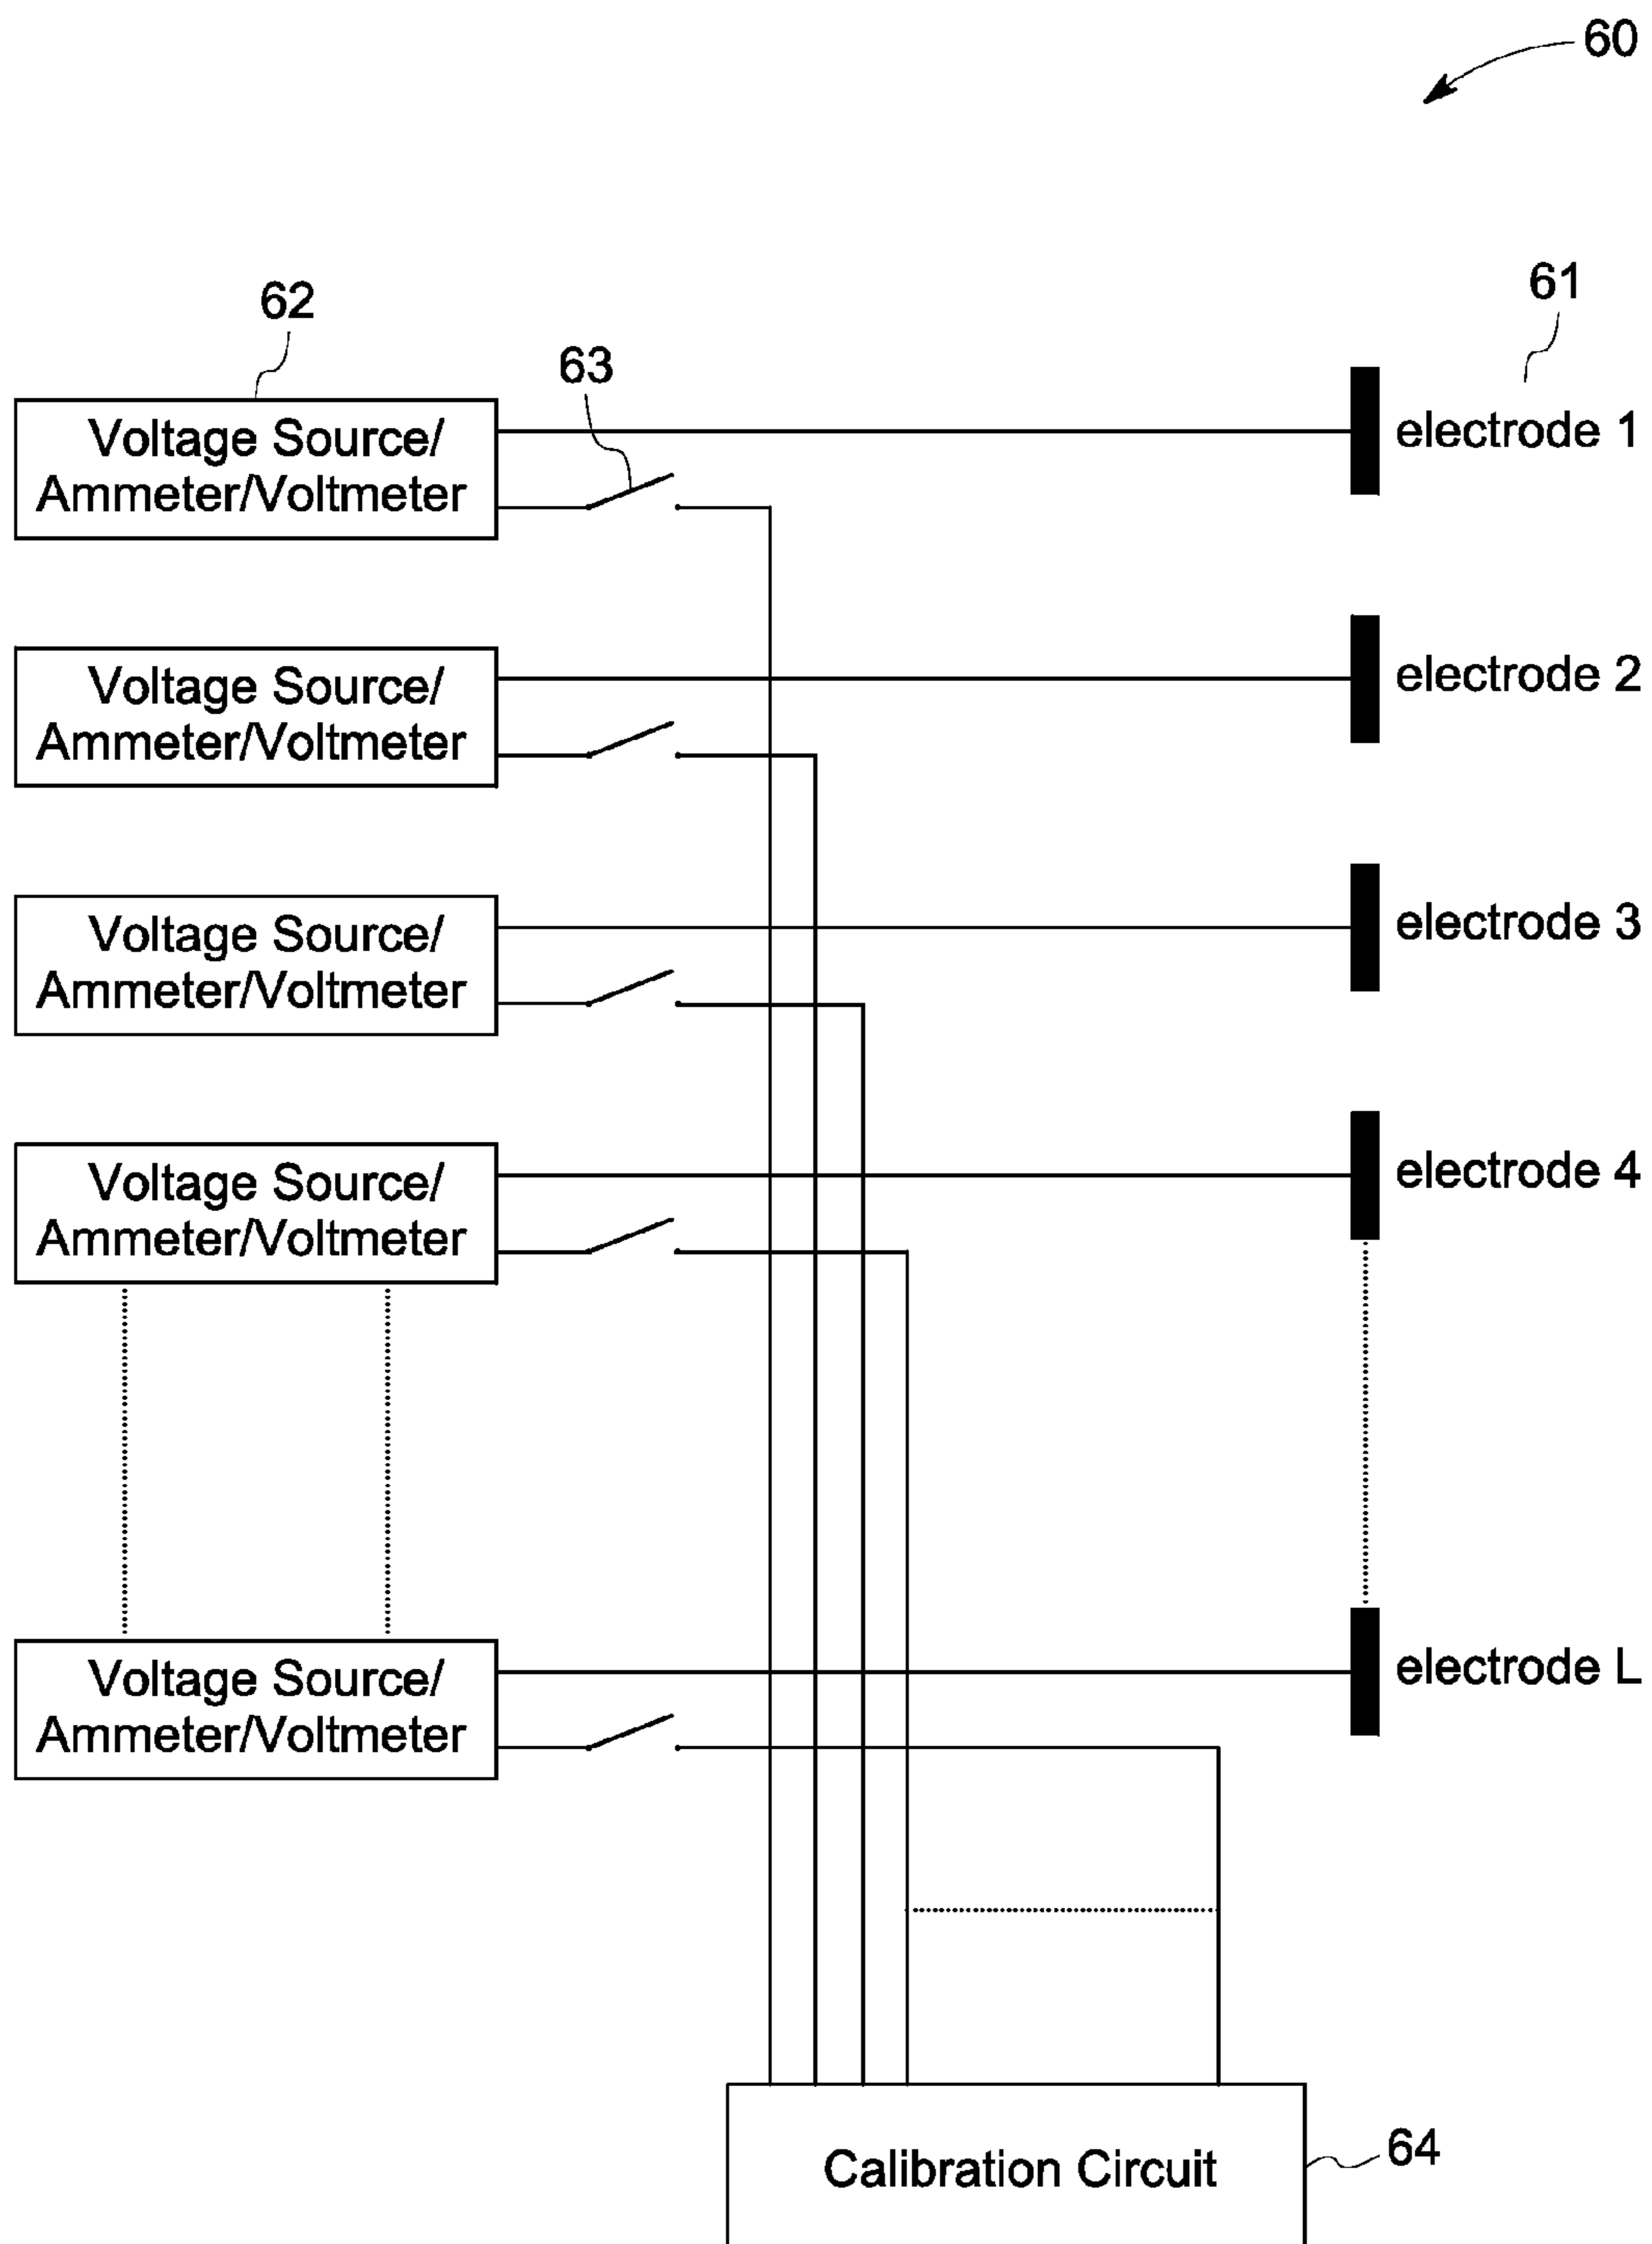 60
61
62
63
Voltage Source/
Ammeter/Voltmeter
electrode 1
Voltage Source/
Ammeter/Voltmeter
electrode 2
Voltage Source/
Ammeter/Voltmeter
electrode 3
Voltage Source/
Ammeter/Voltmeter
electrode 4
Voltage Source/
Ammeter/Voltmeter
electrode L
Calibration Circuit
64